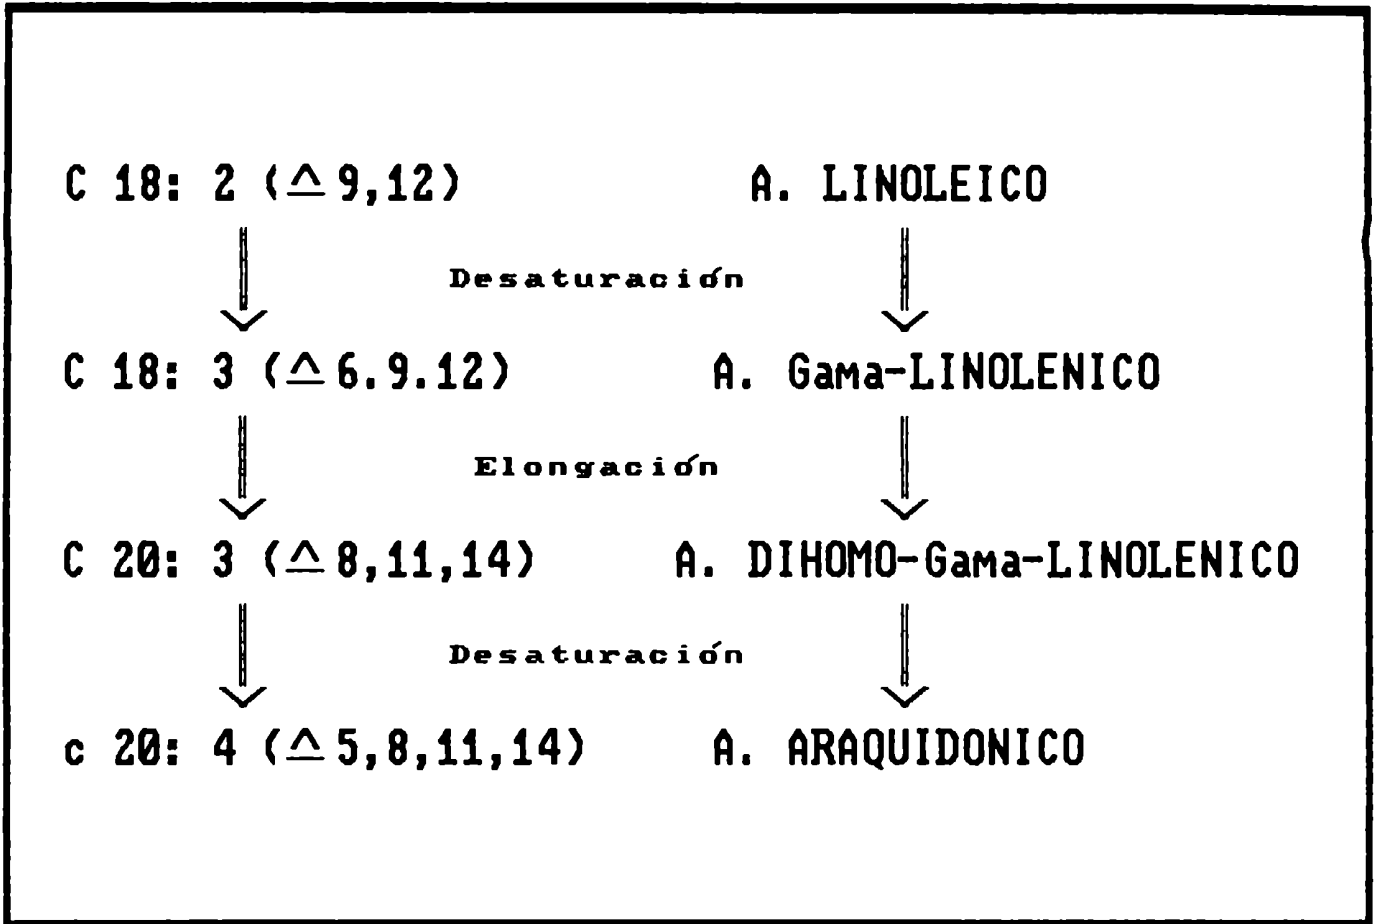 C 18: 2 (△ 9,12) A. LINOLEICO
Desaturación
C 18: 3 (△ 6.9.12) A. Gama-LINOLENICO
Elongación
C 20: 3 (△ 8,11,14) A. DIHOMO-Gama-LINOLENICO
Desaturación
c 20: 4 (△ 5,8,11,14) A. ARAQUIDONICO